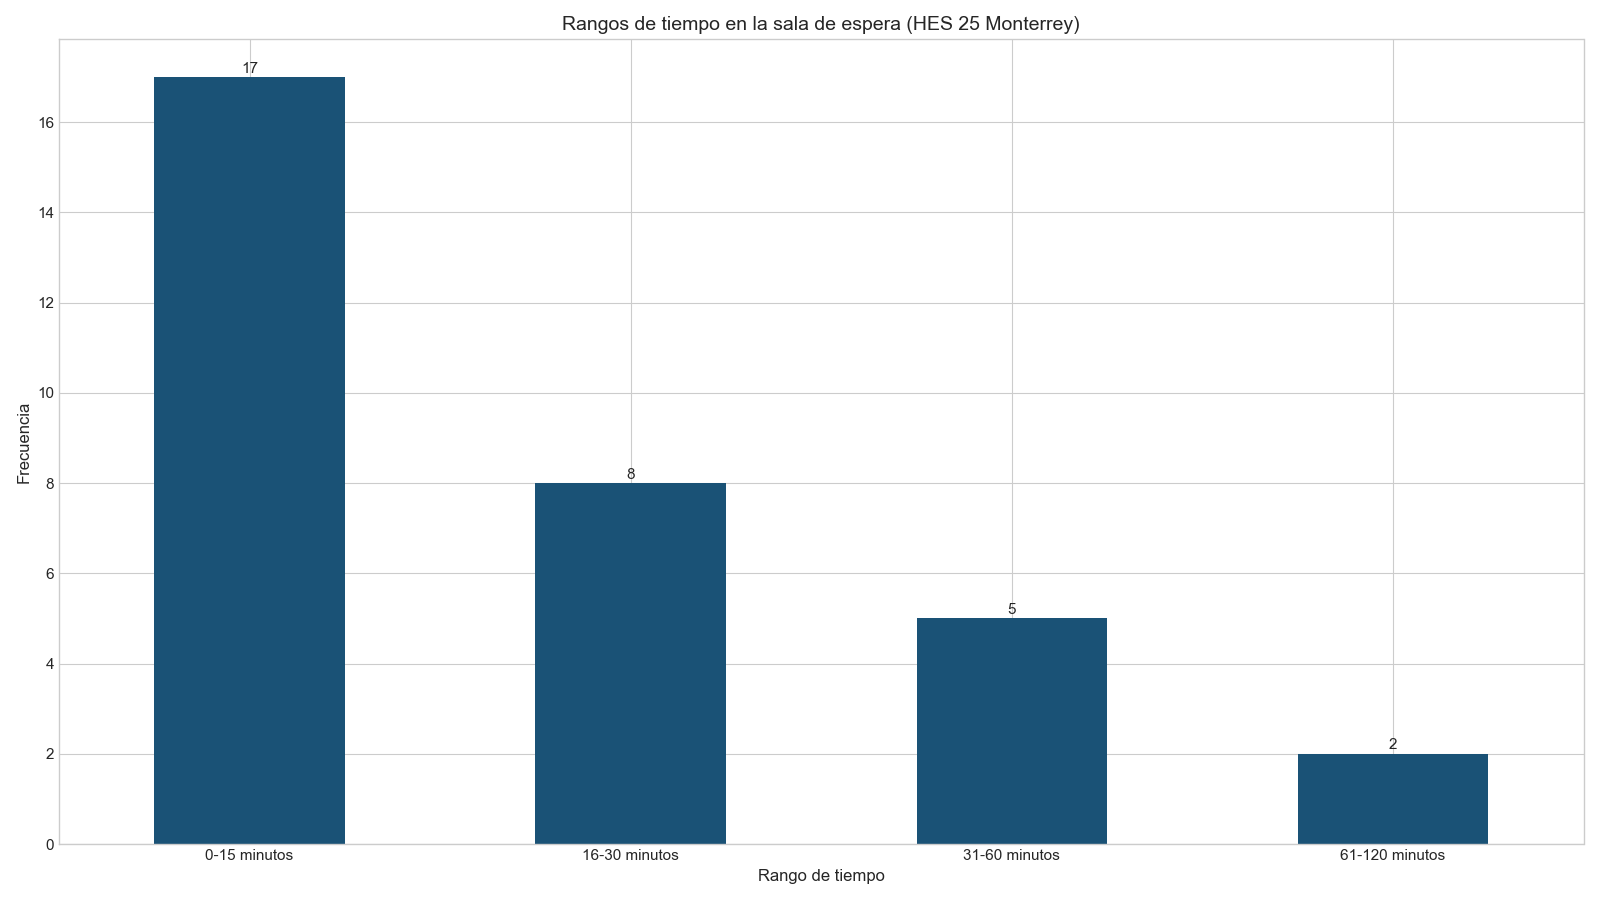 Rangos de tiempo en la sala de espera (HES 25 Monterrey)
17
16
14
12
10
8
8
Frecuencia
6
5
4
2
2
0
0-15 minutos
16-30 minutos
31-60 minutos
61-120 minutos
Rango de tiempo